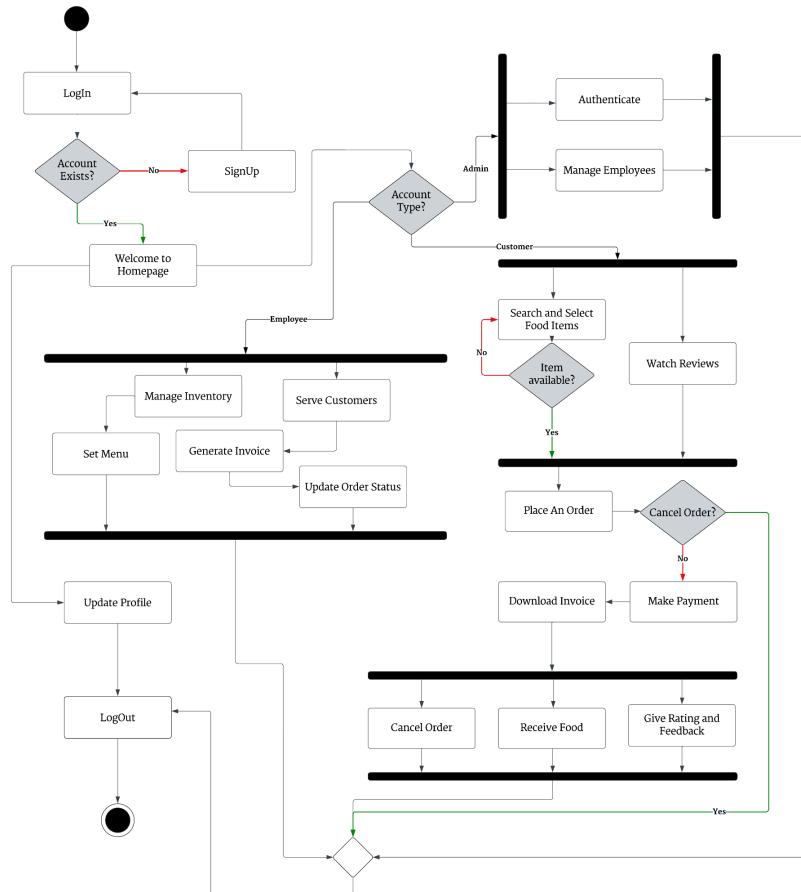 LogIn
Account
Exists?
No
SignUp
Yes
Welcome to
Homepage
Account
Type?
Admin
Authenticate
Manage Employees
Customer
Employee
Search and Select
Food Items
No
Item
available?
Watch Reviews
Yes
Manage Inventory
Serve Customers
Set Menu
Generate Invoice
Update Order Status
Place An Order
Cancel Order?
No
Update Profile
Download Invoice
Make Payment
LogOut
Cancel Order
Receive Food
Give Rating and
Feedback
Yes